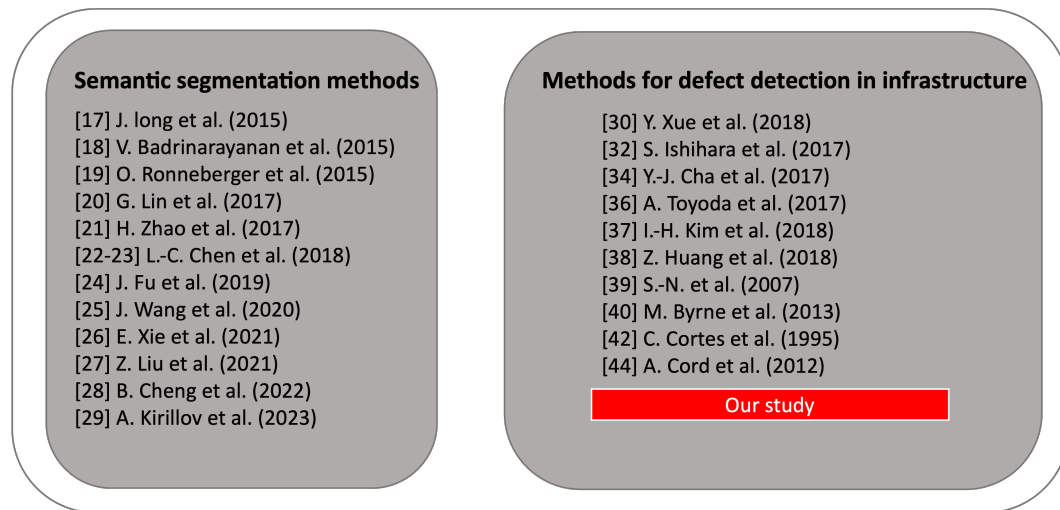 Semantic segmentation methods
[17] J. long et al. (2015)
[18] V. Badrinarayanan et al. (2015)
[19] O. Ronneberger et al. (2015)
[20] G. Lin et al. (2017)
[21] H. Zhao et al. (2017)
[22-23] L.-C. Chen et al. (2018)
[24] J. Fu et al. (2019)
[25] J. Wang et al. (2020)
[26] E. Xie et al. (2021)
[27] Z. Liu et al. (2021)
[28] B. Cheng et al. (2022)
[29] A. Kirillov et al. (2023)
Methods for defect detection in infrastructure
[30] Y. Xue et al. (2018)
[32] S. Ishihara et al. (2017)
[34] Y.-J. Cha et al. (2017)
[36] A. Toyoda et al. (2017)
[37] I.-H. Kim et al. (2018)
[38] Z. Huang et al. (2018)
[39] S.-N. et al. (2007)
[40] M. Byrne et al. (2013)
[42] C. Cortes et al. (1995)
[44] A. Cord et al. (2012)
Our study